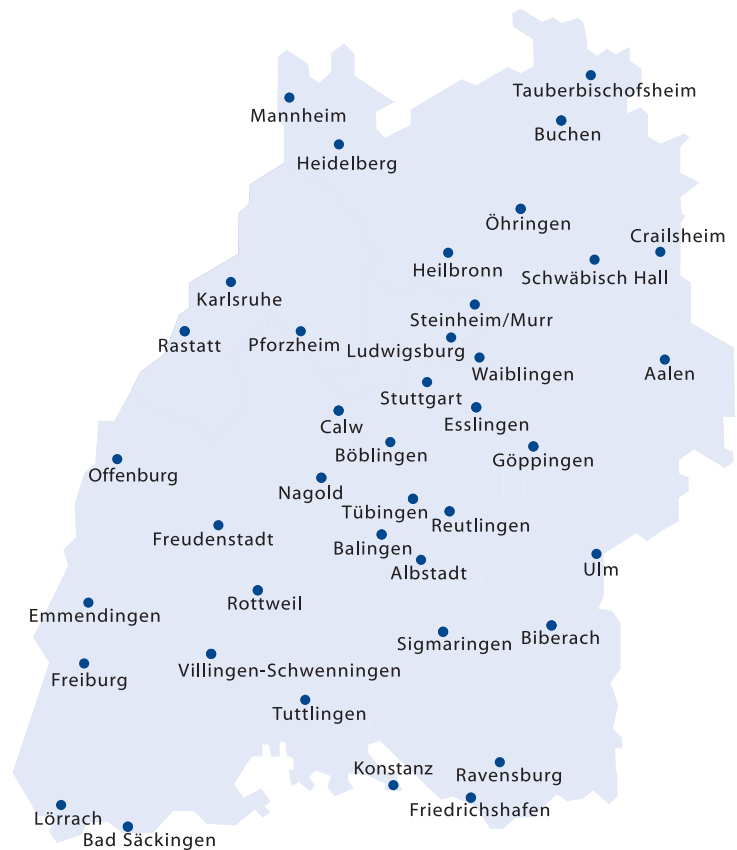 Tauberbischofsheim
Mannheim
Buchen
Heidelberg
Öhringen
Crailsheim
Heilbronn
Schwäbisch Hall
Karlsruhe
Steinheim/Murr
Rastatt
Pforzheim
Ludwigsburg
Waiblingen
Aalen
Stuttgart
Esslingen
Calw
Böblingen
Göppingen
Offenburg
Nagold
Tübingen
Reutlingen
Freudenstadt
Balingen
Albstadt
Ulm
Emmendingen
Rottweil
Sigmaringen
Biberach
Freiburg
Villingen-Schwenningen
Tuttlingen
Konstanz
Ravensburg
Friedrichshafen
Lörrach
Bad Säckingen